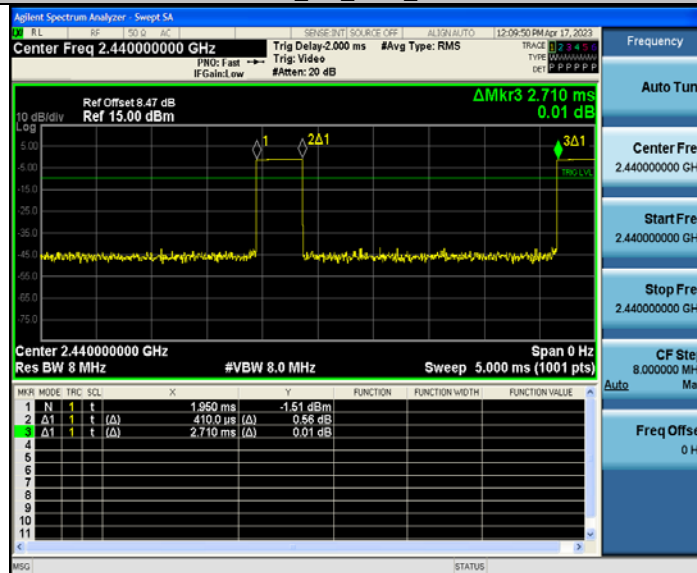 Agilent Spectrum Analyzer - Swept SA
RL RF 50 Ω AC SENSE:INT SOURCE OFF ALIGN AUTO 12:09:50 PM Apr 17, 2023
Center Freq 2.440000000 GHz
PNO: Fast
IFGain:Low
Trig Delay-2.000 ms #Avg Type: RMS
Trig: Video
#Atten: 20 dB
TRACE 1 2 3 4 5 6
TYPE
DET P P P P P P
ΔMkr3 2.710 ms
0.01 dB
Ref Offset 8.47 dB
10 dB/div Ref 15.00 dBm
Log
1
2Δ1
3Δ1
TRIG LVL
5.00
-5.00
-15.0
-25.0
-35.0
-45.0
-55.0
-65.0
-75.0
Center 2.440000000 GHz Span 0 Hz
Res BW 8 MHz #VBW 8.0 MHz Sweep 5.000 ms (1001 pts)
MKR MODE TRC SCL X Y FUNCTION FUNCTION WIDTH FUNCTION VALUE
1 N 1 t 1.950 ms -1.51 dBm
2 Δ1 1 t (Δ) 410.0 µs (Δ) 0.56 dB
3 Δ1 1 t (Δ) 2.710 ms (Δ) 0.01 dB
4
5
6
7
8
9
10
11
MSG STATUS
Frequency
Auto Tun
Center Fre
2.440000000 GH
Start Fre
2.440000000 GH
Stop Fre
2.440000000 GH
CF Ste
8.000000 MH
Auto Ma
Freq Offse
0 H